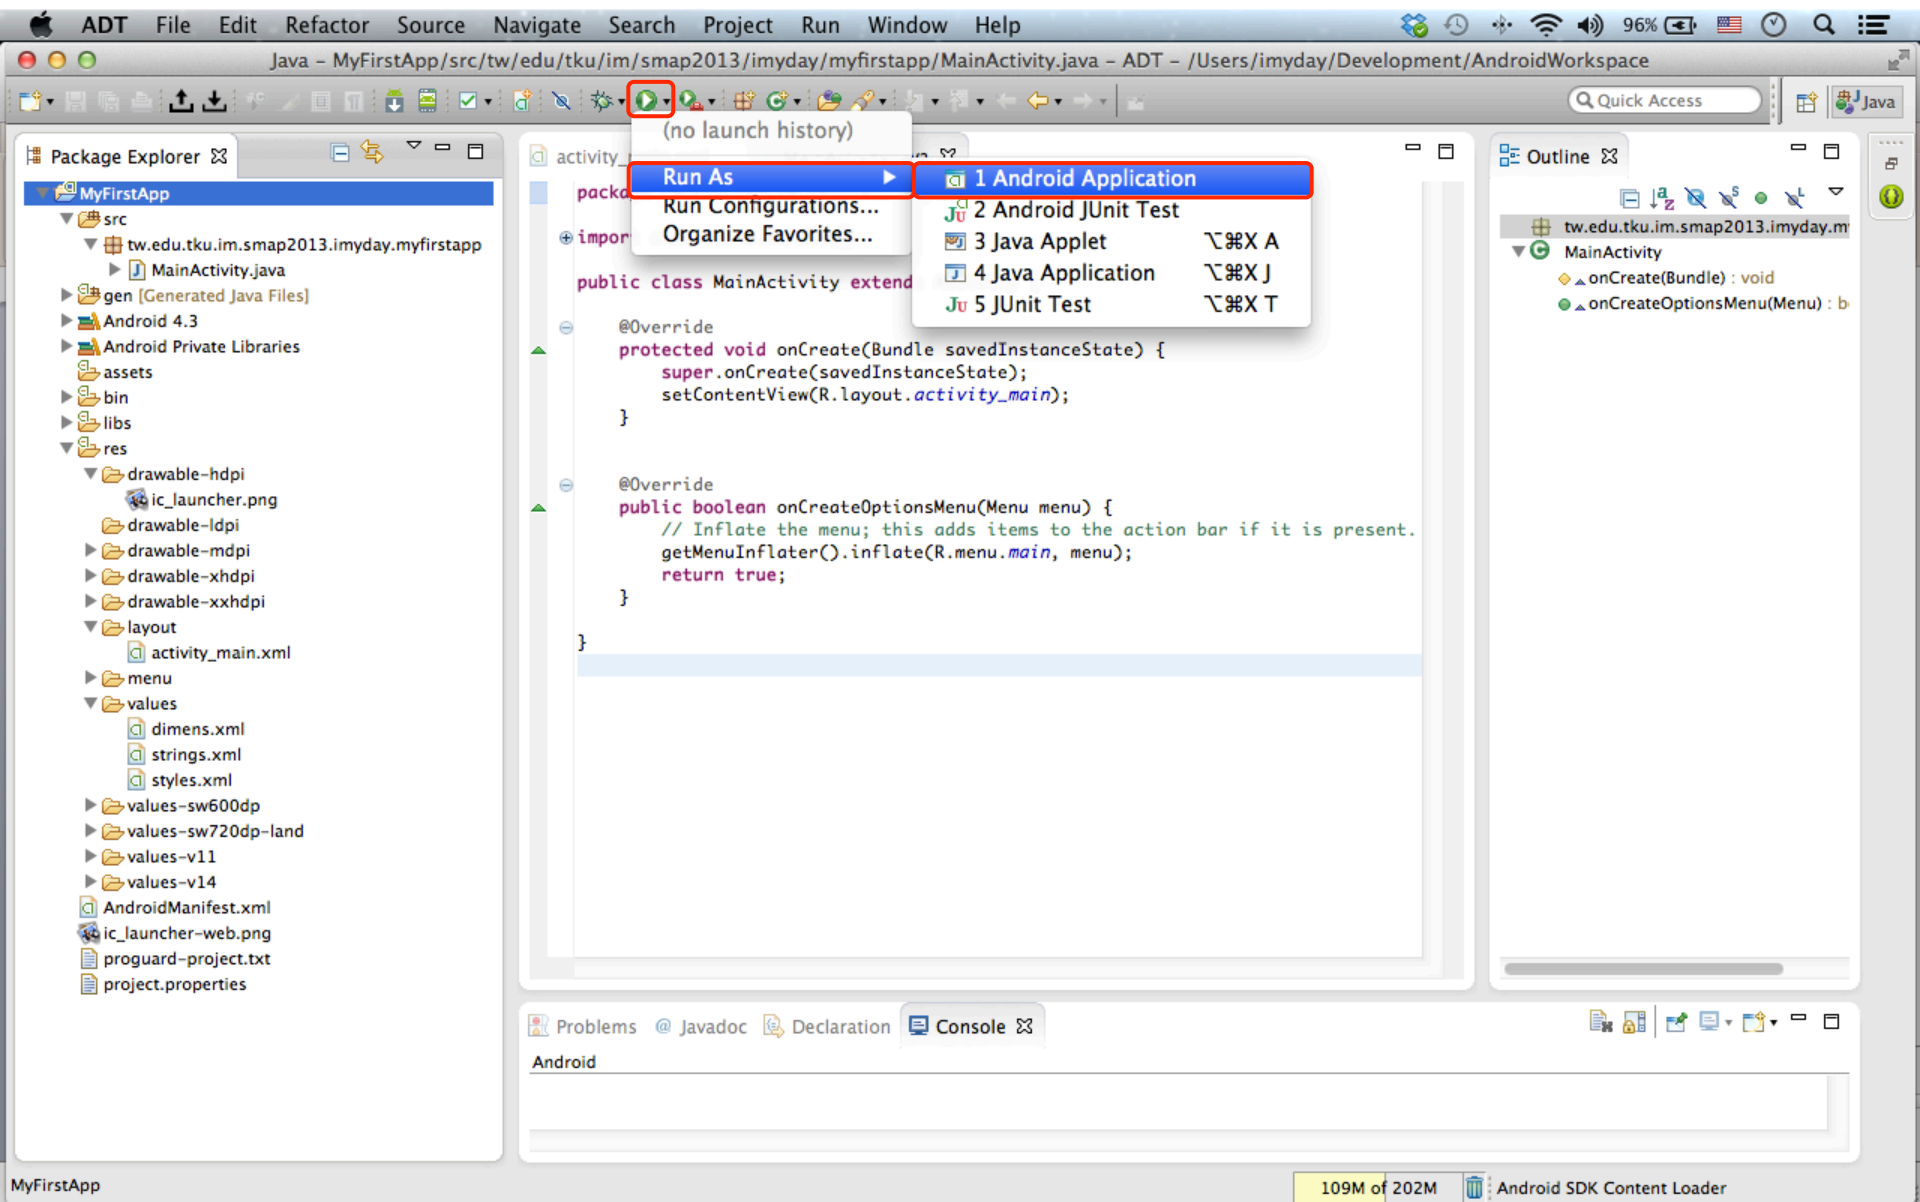 ADT File Edit Refactor Source Navigate Search Project Run Window Help 96%
Java – MyFirstApp/src/tw/edu/tku/im/smap2013/imyday/myfirstapp/MainActivity.java – ADT – /Users/imyday/Development/AndroidWorkspace
Quick Access
Java
Package Explorer
MyFirstApp
src
tw.edu.tku.im.smap2013.imyday.myfirstapp
MainActivity.java
gen [Generated Java Files]
Android 4.3
Android Private Libraries
assets
bin
libs
res
drawable-hdpi
ic_launcher.png
drawable-ldpi
drawable-mdpi
drawable-xhdpi
drawable-xxhdpi
layout
activity_main.xml
menu
values
dimens.xml
strings.xml
styles.xml
values-sw600dp
values-sw720dp-land
values-v11
values-v14
AndroidManifest.xml
ic_launcher-web.png
proguard-project.txt
project.properties
(no launch history)
Run As
Run Configurations...
Organize Favorites...
1 Android Application
2 Android JUnit Test
3 Java Applet ⌥⌘X A
4 Java Application ⌥⌘X J
5 JUnit Test ⌥⌘X T
activity_
packa
impor
public class MainActivity extend
@Override
protected void onCreate(Bundle savedInstanceState) {
super.onCreate(savedInstanceState);
setContentView(R.layout.activity_main);
}
@Override
public boolean onCreateOptionsMenu(Menu menu) {
// Inflate the menu; this adds items to the action bar if it is present.
getMenuInflater().inflate(R.menu.main, menu);
return true;
}
}
Outline
tw.edu.tku.im.smap2013.imyday.m
MainActivity
onCreate(Bundle) : void
onCreateOptionsMenu(Menu) : b
Problems @ Javadoc Declaration Console
Android
MyFirstApp
109M of 202M
Android SDK Content Loader